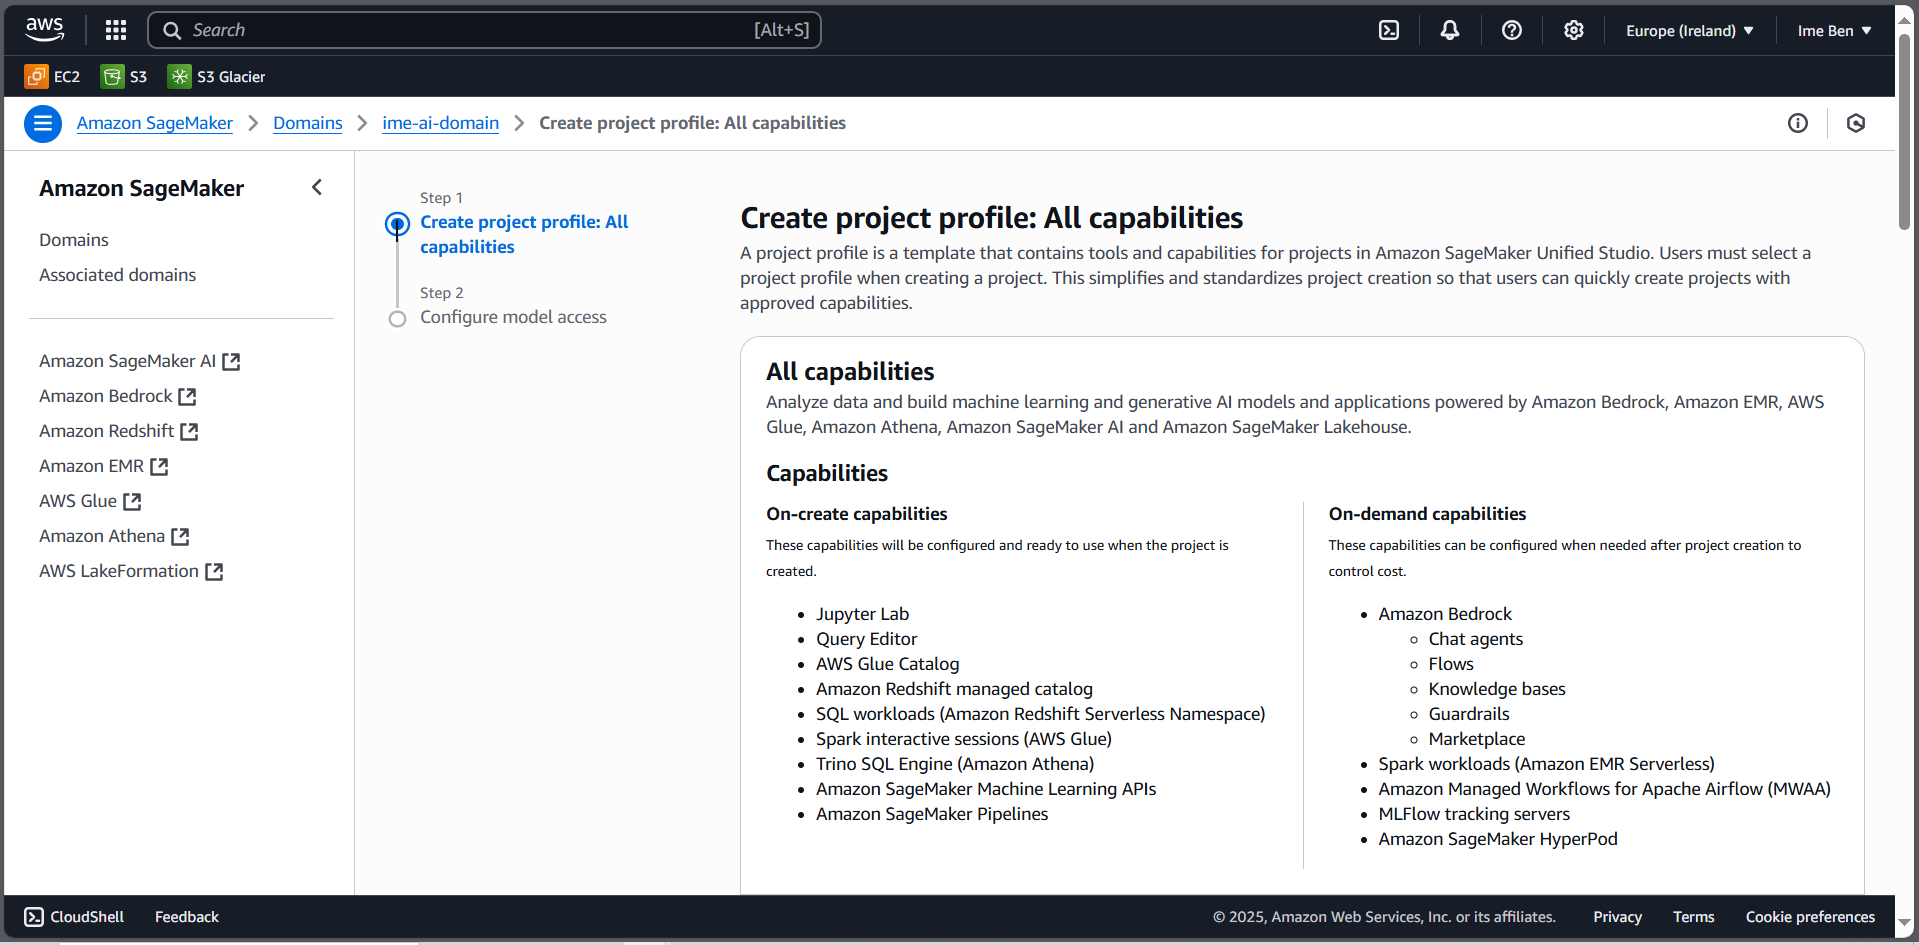 aws
Search [Alt+S]
Europe (Ireland) ▼
Ime Ben ▼
EC2
S3
S3 Glacier
Amazon SageMaker > Domains > ime-ai-domain > Create project profile: All capabilities
Amazon SageMaker
Domains
Associated domains
Amazon SageMaker AI
Amazon Bedrock
Amazon Redshift
Amazon EMR
AWS Glue
Amazon Athena
AWS LakeFormation
Step 1
Create project profile: All
capabilities
Step 2
Configure model access
Create project profile: All capabilities
A project profile is a template that contains tools and capabilities for projects in Amazon SageMaker Unified Studio. Users must select a
project profile when creating a project. This simplifies and standardizes project creation so that users can quickly create projects with
approved capabilities.
All capabilities
Analyze data and build machine learning and generative AI models and applications powered by Amazon Bedrock, Amazon EMR, AWS
Glue, Amazon Athena, Amazon SageMaker AI and Amazon SageMaker Lakehouse.
Capabilities
On-create capabilities
These capabilities will be configured and ready to use when the project is
created.
• Jupyter Lab
• Query Editor
• AWS Glue Catalog
• Amazon Redshift managed catalog
• SQL workloads (Amazon Redshift Serverless Namespace)
• Spark interactive sessions (AWS Glue)
• Trino SQL Engine (Amazon Athena)
• Amazon SageMaker Machine Learning APIs
• Amazon SageMaker Pipelines
On-demand capabilities
These capabilities can be configured when needed after project creation to
control cost.
• Amazon Bedrock
◦ Chat agents
◦ Flows
◦ Knowledge bases
◦ Guardrails
◦ Marketplace
• Spark workloads (Amazon EMR Serverless)
• Amazon Managed Workflows for Apache Airflow (MWAA)
• MLFlow tracking servers
• Amazon SageMaker HyperPod
CloudShell
Feedback
© 2025, Amazon Web Services, Inc. or its affiliates.
Privacy
Terms
Cookie preferences